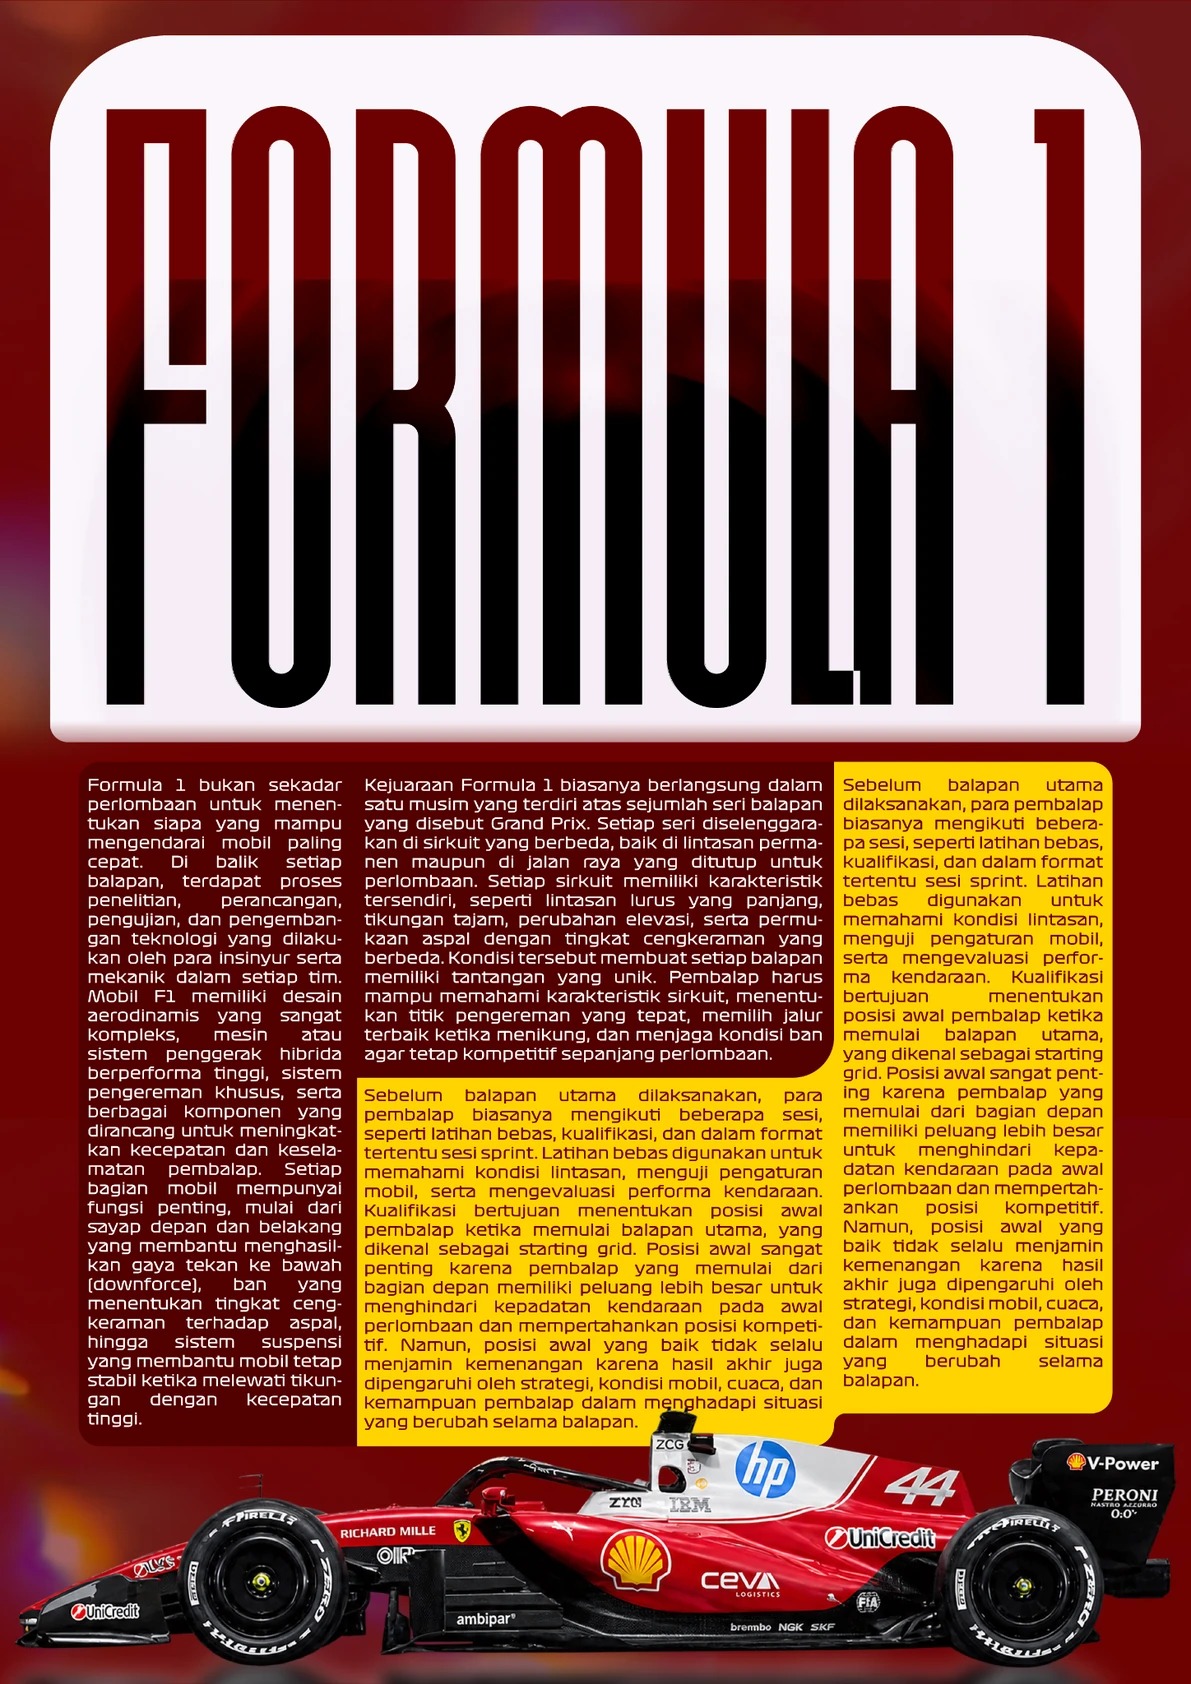 FORMULA 1
Formula 1 bukan sekadar
perlombaan untuk menen-
tukan siapa yang mampu
mengendarai mobil paling
cepat. Di balik setiap
balapan, terdapat proses
penelitian, perancangan,
pengujian, dan pengemban-
gan teknologi yang dilaku-
kan oleh para insinyur serta
mekanik dalam setiap tim.
Mobil F1 memiliki desain
aerodinamis yang sangat
kompleks, mesin atau
sistem penggerak hibrida
berperforma tinggi, sistem
pengereman khusus, serta
berbagai komponen yang
dirancang untuk meningkat-
kan kecepatan dan kesela-
matan pembalap. Setiap
bagian mobil mempunyai
fungsi penting, mulai dari
sayap depan dan belakang
yang membantu menghasil-
kan gaya tekan ke bawah
(downforce), ban yang
menentukan tingkat ceng-
keraman terhadap aspal,
hingga sistem suspensi
yang membantu mobil tetap
stabil ketika melewati tikun-
gan dengan kecepatan
tinggi.
Kejuaraan Formula 1 biasanya berlangsung dalam
satu musim yang terdiri atas sejumlah seri balapan
yang disebut Grand Prix. Setiap seri diselenggara-
kan di sirkuit yang berbeda, baik di lintasan perma-
nen maupun di jalan raya yang ditutup untuk
perlombaan. Setiap sirkuit memiliki karakteristik
tersendiri, seperti lintasan lurus yang panjang,
tikungan tajam, perubahan elevasi, serta permu-
kaan aspal dengan tingkat cengkeraman yang
berbeda. Kondisi tersebut membuat setiap balapan
memiliki tantangan yang unik. Pembalap harus
mampu memahami karakteristik sirkuit, menentu-
kan titik pengereman yang tepat, memilih jalur
terbaik ketika menikung, dan menjaga kondisi ban
agar tetap kompetitif sepanjang perlombaan.
Sebelum balapan utama dilaksanakan, para
pembalap biasanya mengikuti beberapa sesi,
seperti latihan bebas, kualifikasi, dan dalam format
tertentu sesi sprint. Latihan bebas digunakan untuk
memahami kondisi lintasan, menguji pengaturan
mobil, serta mengevaluasi performa kendaraan.
Kualifikasi bertujuan menentukan posisi awal
pembalap ketika memulai balapan utama, yang
dikenal sebagai starting grid. Posisi awal sangat
penting karena pembalap yang memulai dari
bagian depan memiliki peluang lebih besar untuk
menghindari kepadatan kendaraan pada awal
perlombaan dan mempertahankan posisi kompeti-
tif. Namun, posisi awal yang baik tidak selalu
menjamin kemenangan karena hasil akhir juga
dipengaruhi oleh strategi, kondisi mobil, cuaca, dan
kemampuan pembalap dalam menghadapi situasi
yang berubah selama balapan.
Sebelum balapan utama
dilaksanakan, para pembalap
biasanya mengikuti bebera-
pa sesi, seperti latihan bebas,
kualifikasi, dan dalam format
tertentu sesi sprint. Latihan
bebas digunakan untuk
memahami kondisi lintasan,
menguji pengaturan mobil,
serta mengevaluasi perfor-
ma kendaraan. Kualifikasi
bertujuan menentukan
posisi awal pembalap ketika
memulai balapan utama,
yang dikenal sebagai starting
grid. Posisi awal sangat pent-
ing karena pembalap yang
memulai dari bagian depan
memiliki peluang lebih besar
untuk menghindari kepa-
datan kendaraan pada awal
perlombaan dan mempertah-
ankan posisi kompetitif.
Namun, posisi awal yang
baik tidak selalu menjamin
kemenangan karena hasil
akhir juga dipengaruhi oleh
strategi, kondisi mobil, cuaca,
dan kemampuan pembalap
dalam menghadapi situasi
yang berubah selama
balapan.
ZCG
hp
44
V-Power
PERONI
NASTRO AZZURRO
0.0%
IBM
RICHARD MILLE
UniCredit
CEVA
LOGISTICS
FIA
UniCredit
ambipar
brembo NGK SKF
PIRELLI
P ZERO
PIRELLI
P ZERO